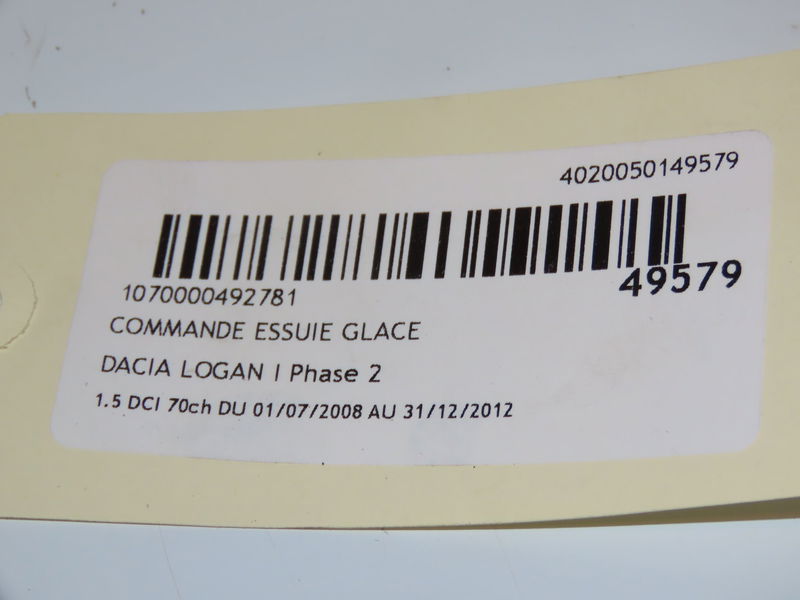 4020050149579
49579
1070000492781
COMMANDE ESSUIE GLACE
DACIA LOGAN I Phase 2
1.5 DCI 70ch DU 01/07/2008 AU 31/12/2012